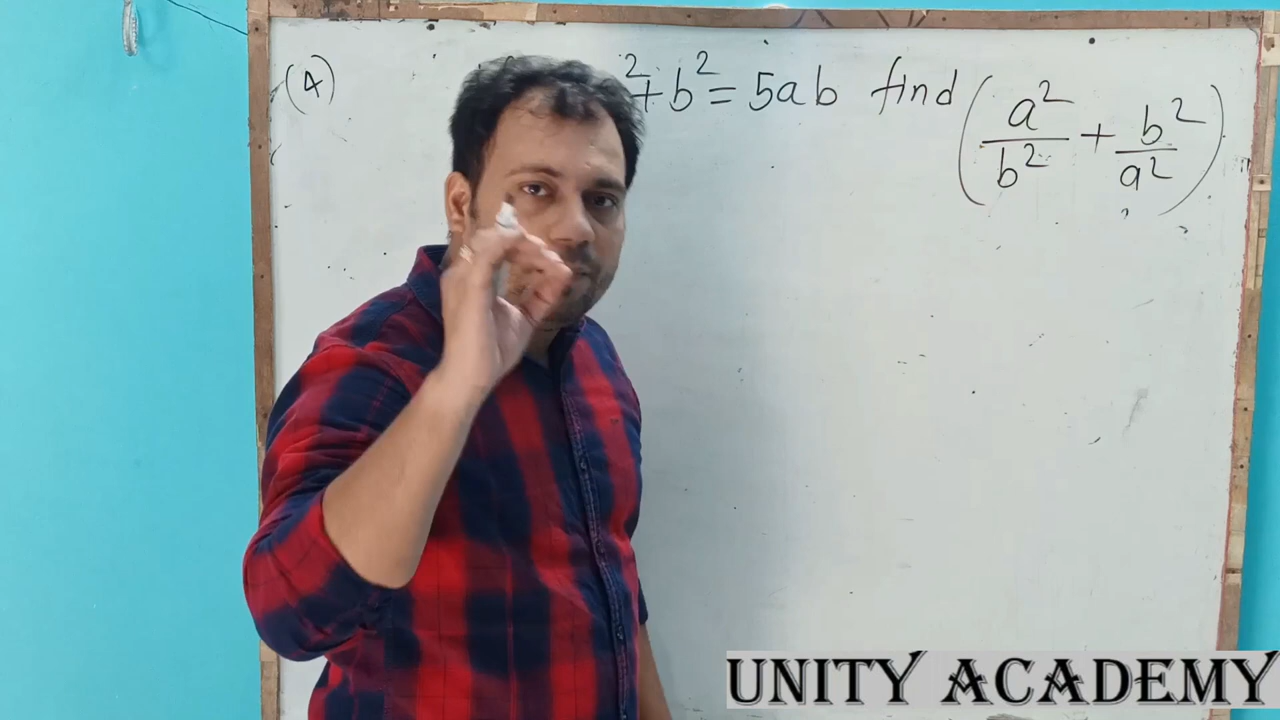 (4) ² + b² = 5ab find (a²/b² + b²/a²)
UNITY ACADEMY